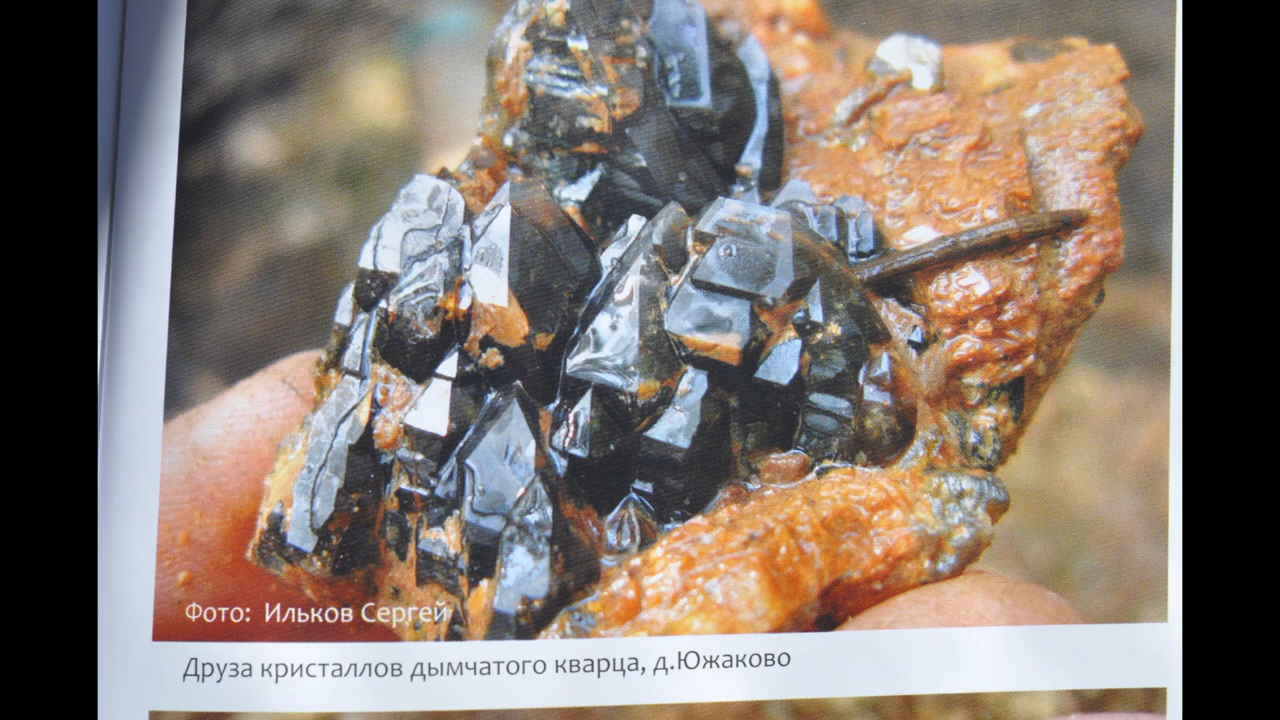 Фото: Ильков Сергей
Друза кристаллов дымчатого кварца, д.Южаково